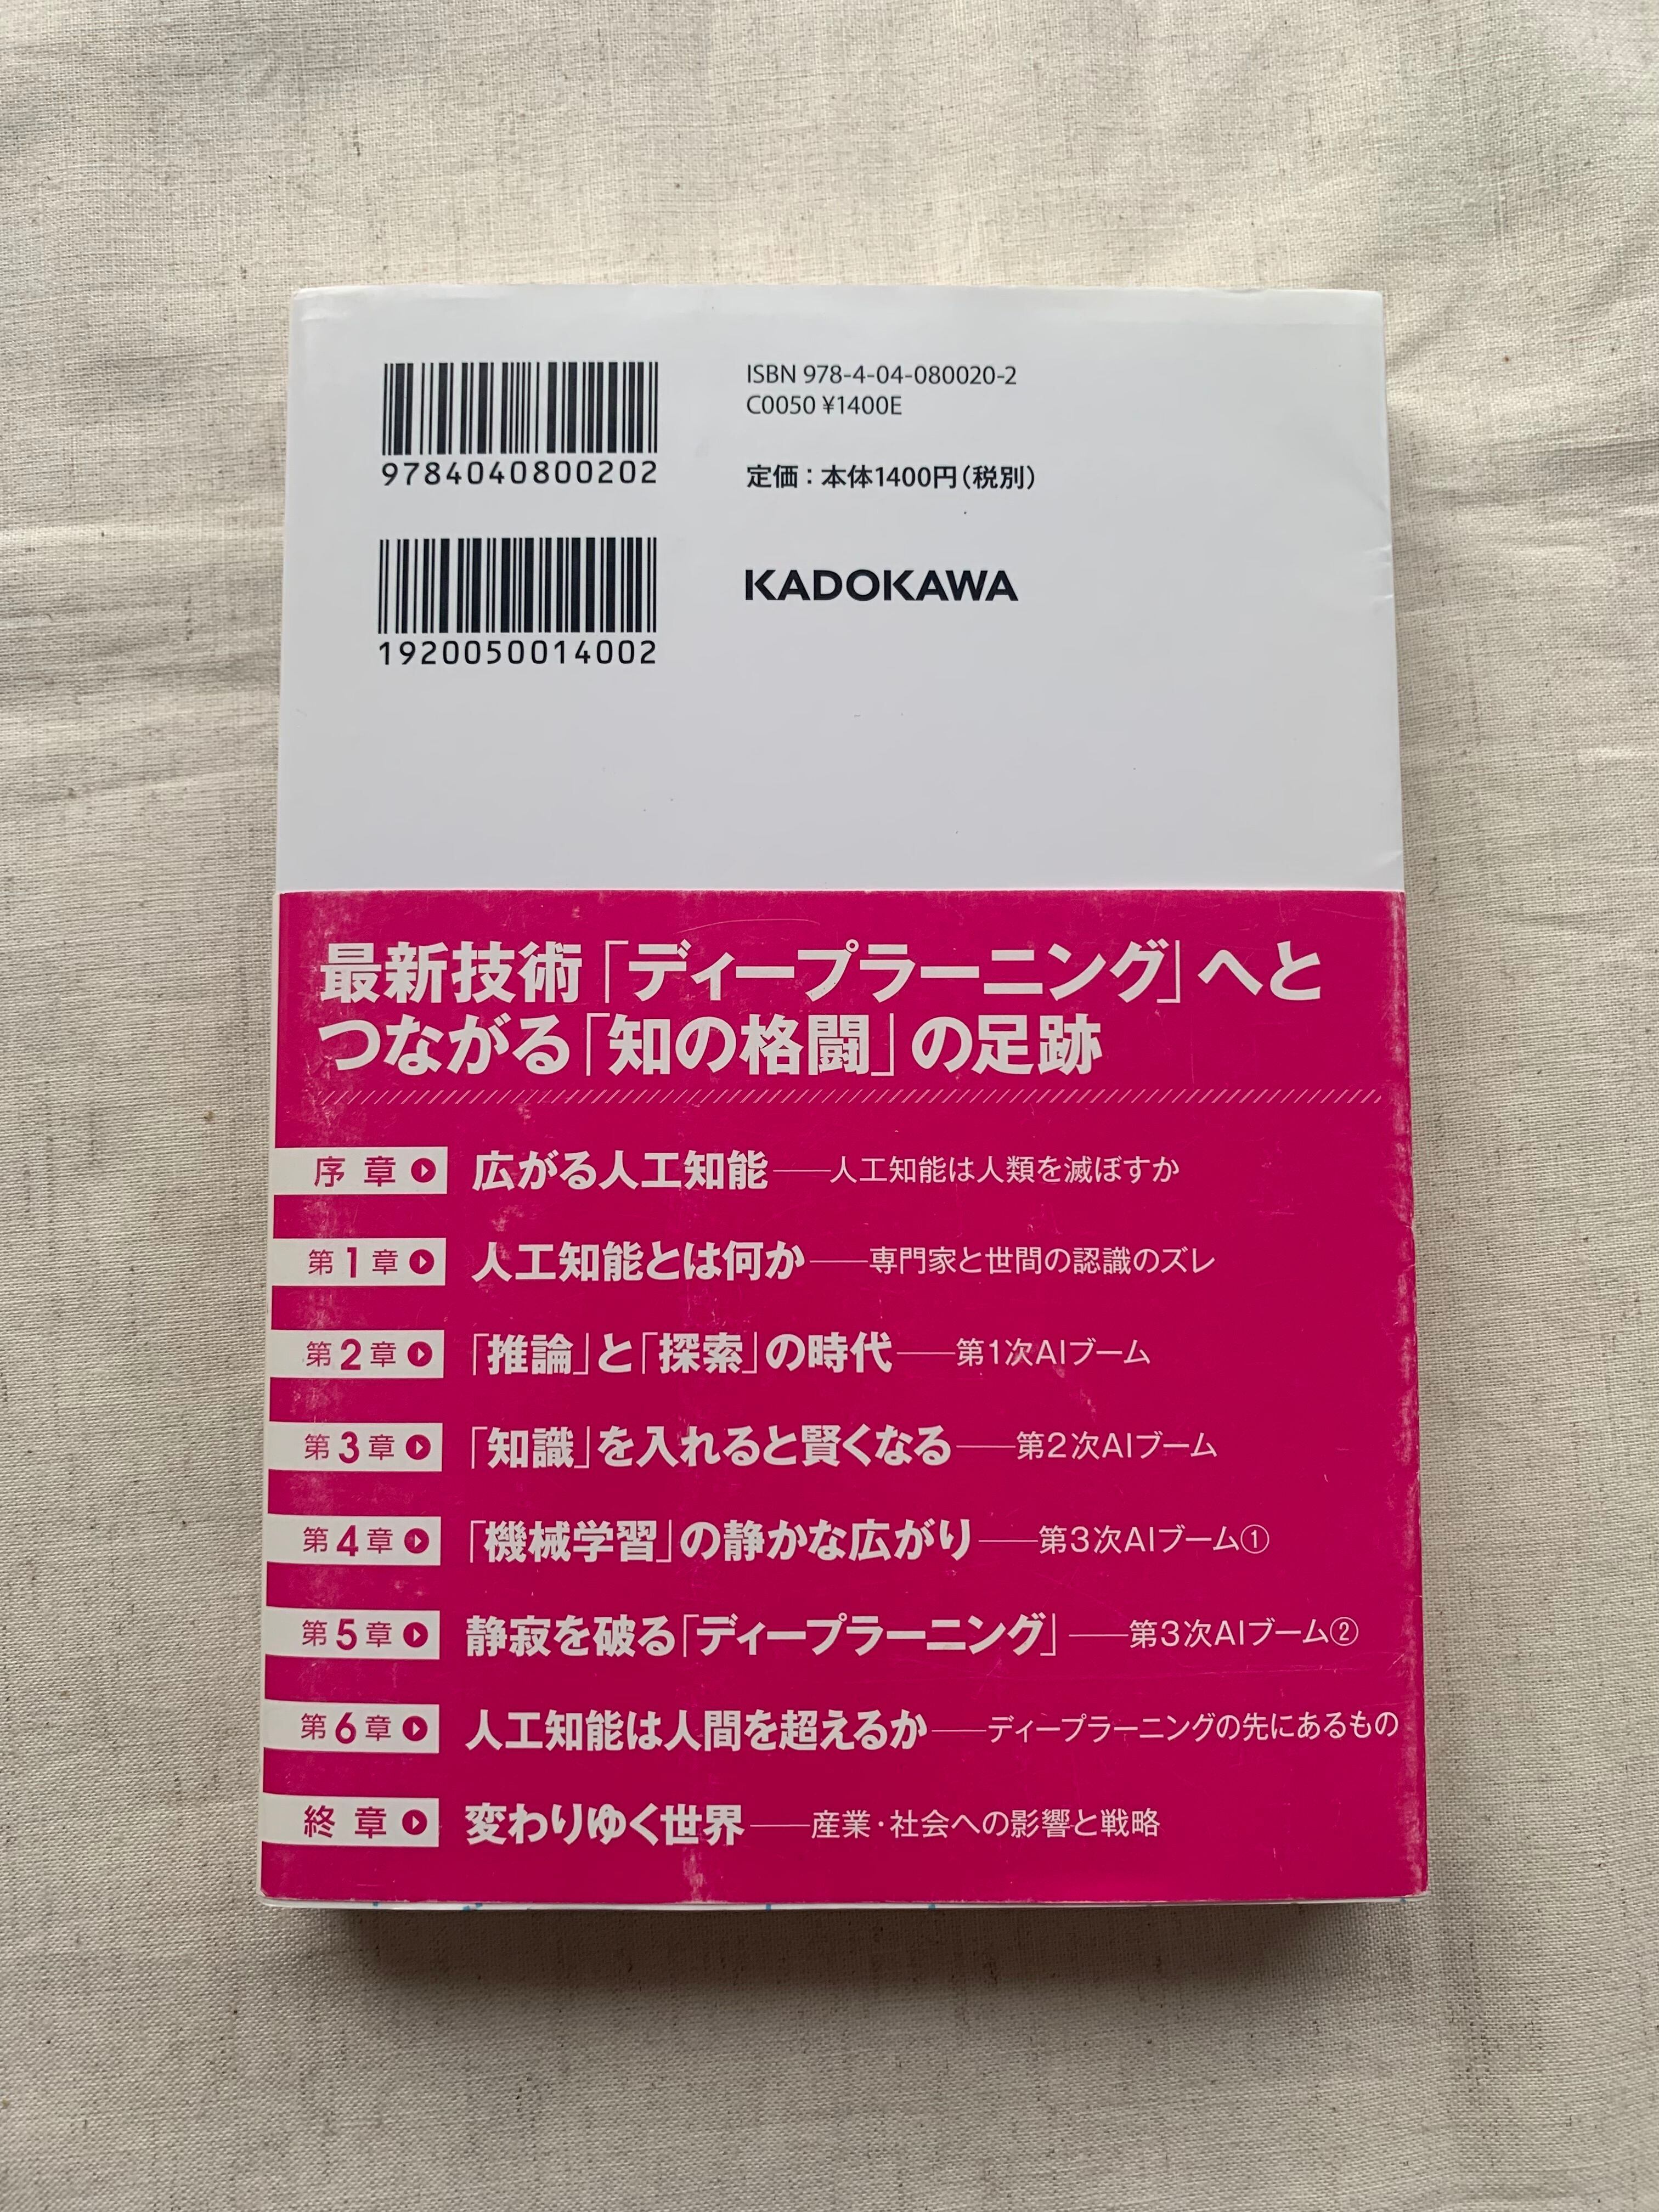 9784040800202
ISBN 978-4-04-080020-2
C0050 ¥1400E
定価：本体1400円（税別）
1920050014002
KADOKAWA
最新技術「ディープラーニング」へと
つながる「知の格闘」の足跡
序章 広がる人工知能――人工知能は人類を滅ぼすか
第1章 人工知能とは何か――専門家と世間の認識のズレ
第2章 「推論」と「探索」の時代――第1次AIブーム
第3章 「知識」を入れると賢くなる――第2次AIブーム
第4章 「機械学習」の静かな広がり――第3次AIブーム①
第5章 静寂を破る「ディープラーニング」――第3次AIブーム②
第6章 人工知能は人間を超えるか――ディープラーニングの先にあるもの
終章 変わりゆく世界――産業・社会への影響と戦略